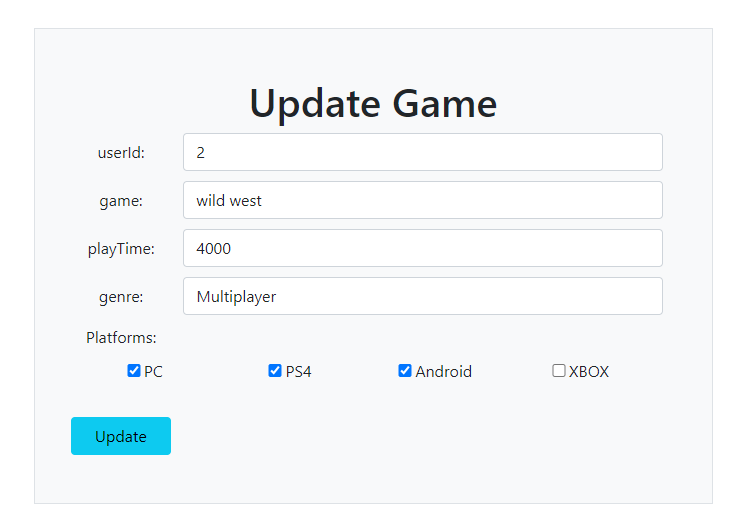 Update Game
userId: 2
game: wild west
playTime: 4000
genre: Multiplayer
Platforms:
PC PS4 Android XBOX
Update